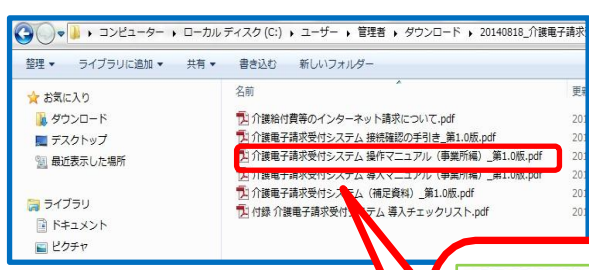 コンピューター ▸ ローカル ディスク (C:) ▸ ユーザー ▸ 管理者 ▸ ダウンロード ▸ 20140818_介護電子請求
整理 ▼ ライブラリに追加 ▼ 共有 ▼ 書き込む 新しいフォルダー
お気に入り
ダウンロード
デスクトップ
最近表示した場所
ライブラリ
ドキュメント
ピクチャ
名前 更新
介護給付費等のインターネット請求について.pdf 201
介護電子請求受付システム 接続確認の手引き_第1.0版.pdf 201
介護電子請求受付システム 操作マニュアル（事業所編）_第1.0版.pdf 201
介護電子請求受付システム 導入マニュアル（事業所編）_第1.0版.pdf 201
介護電子請求受付システム（補足資料）_第1.0版.pdf 201
付録 介護電子請求受付システム 導入チェックリスト.pdf 201